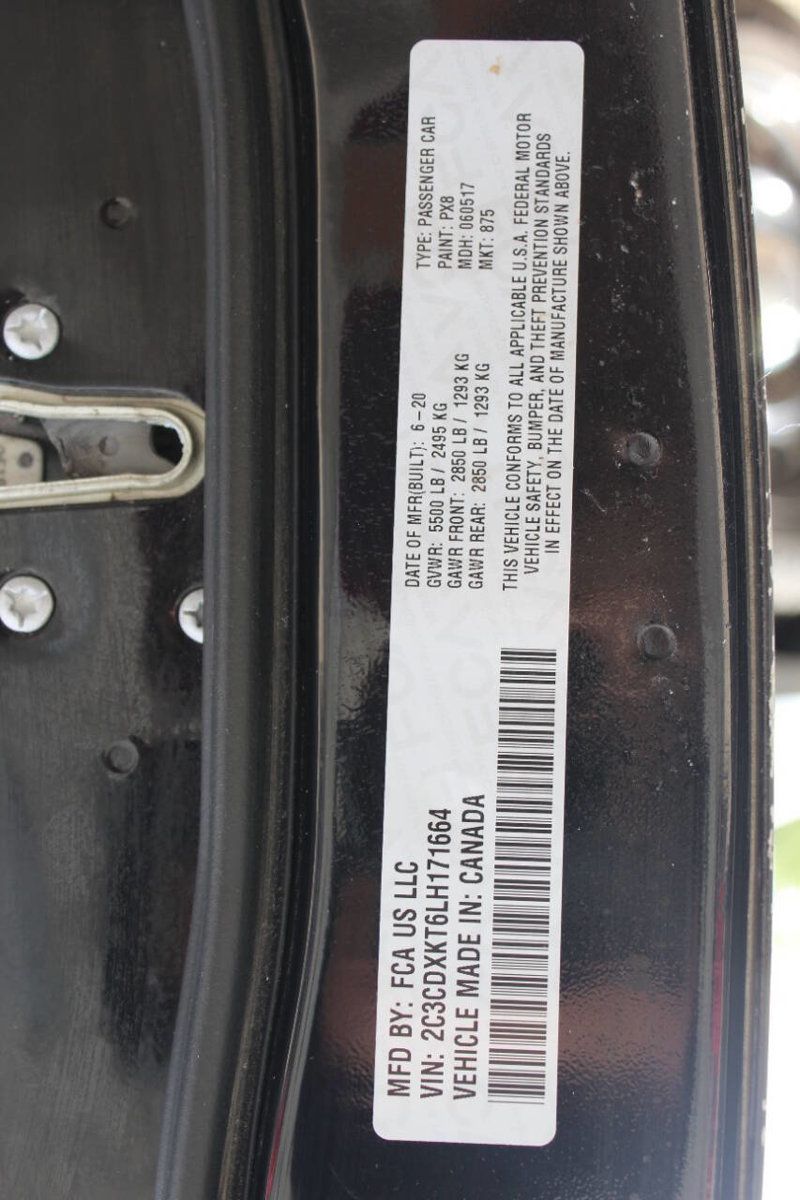 MFD BY: FCA US LLC
VIN: 2C3CDXKT6LH171664
VEHICLE MADE IN: CANADA
DATE OF MFR(BUILT): 6-20
GVWR: 5500 LB / 2495 KG
GAWR FRONT: 2850 LB / 1293 KG
GAWR REAR: 2850 LB / 1293 KG
TYPE: PASSENGER CAR
PAINT: PX8
MDH: 060517
MKT: 875
THIS VEHICLE CONFORMS TO ALL APPLICABLE U.S.A. FEDERAL MOTOR
VEHICLE SAFETY, BUMPER, AND THEFT PREVENTION STANDARDS
IN EFFECT ON THE DATE OF MANUFACTURE SHOWN ABOVE.